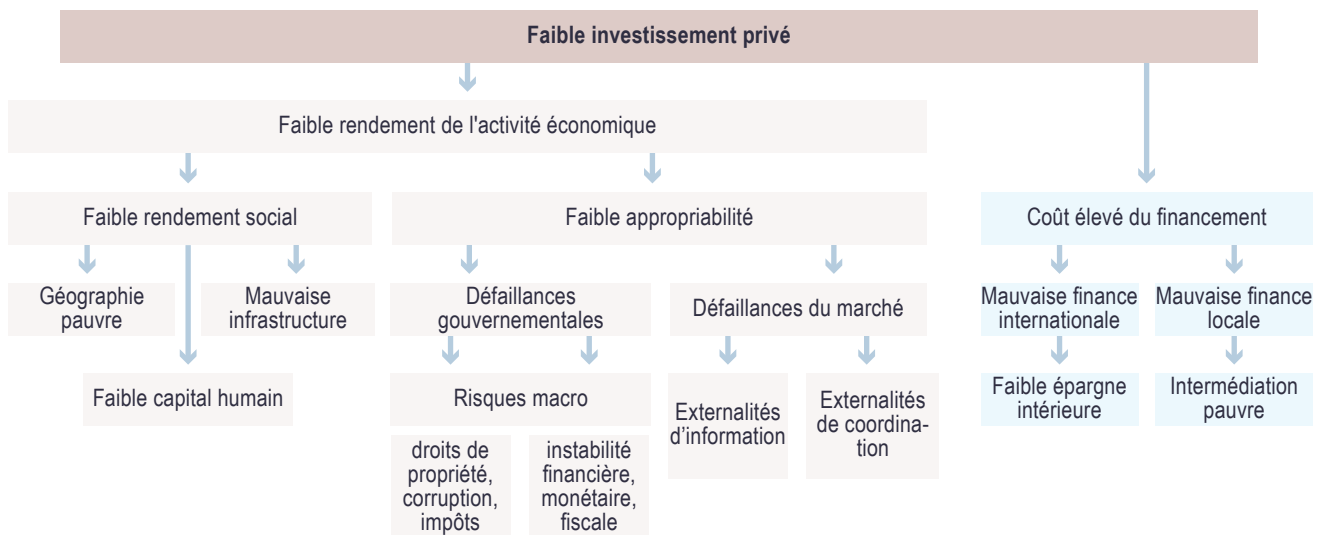 Faible investissement privé
Faible rendement de l'activité économique
Faible rendement social
Faible appropriabilité
Coût élevé du financement
Géographie
pauvre
Mauvaise
infrastructure
Défaillances
gouvernementales
Défaillances du marché
Mauvaise finance
internationale
Mauvaise finance
locale
Faible capital humain
Risques macro
Externalités
d’information
Externalités
de coordina-
tion
Faible épargne
intérieure
Intermédiation
pauvre
droits de
propriété,
corruption,
impôts
instabilité
financière,
monétaire,
fiscale